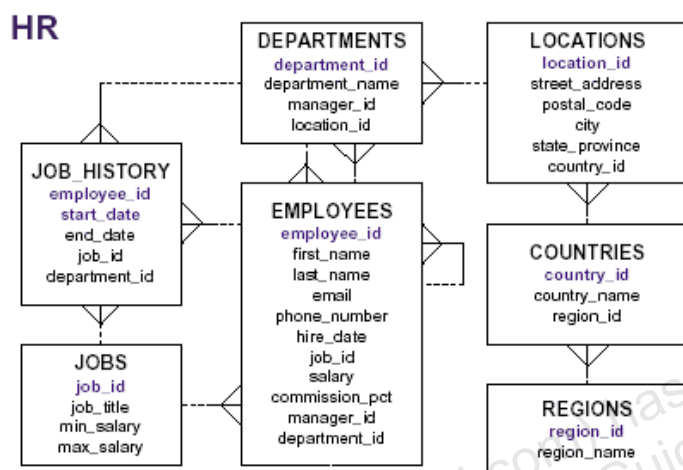 HR
DEPARTMENTS
department_id
department_name
manager_id
location_id
LOCATIONS
location_id
street_address
postal_code
city
state_province
country_id
JOB_HISTORY
employee_id
start_date
end_date
job_id
department_id
EMPLOYEES
employee_id
first_name
last_name
email
phone_number
hire_date
job_id
salary
commission_pct
manager_id
department_id
COUNTRIES
country_id
country_name
region_id
JOBS
job_id
job_title
min_salary
max_salary
REGIONS
region_id
region_name